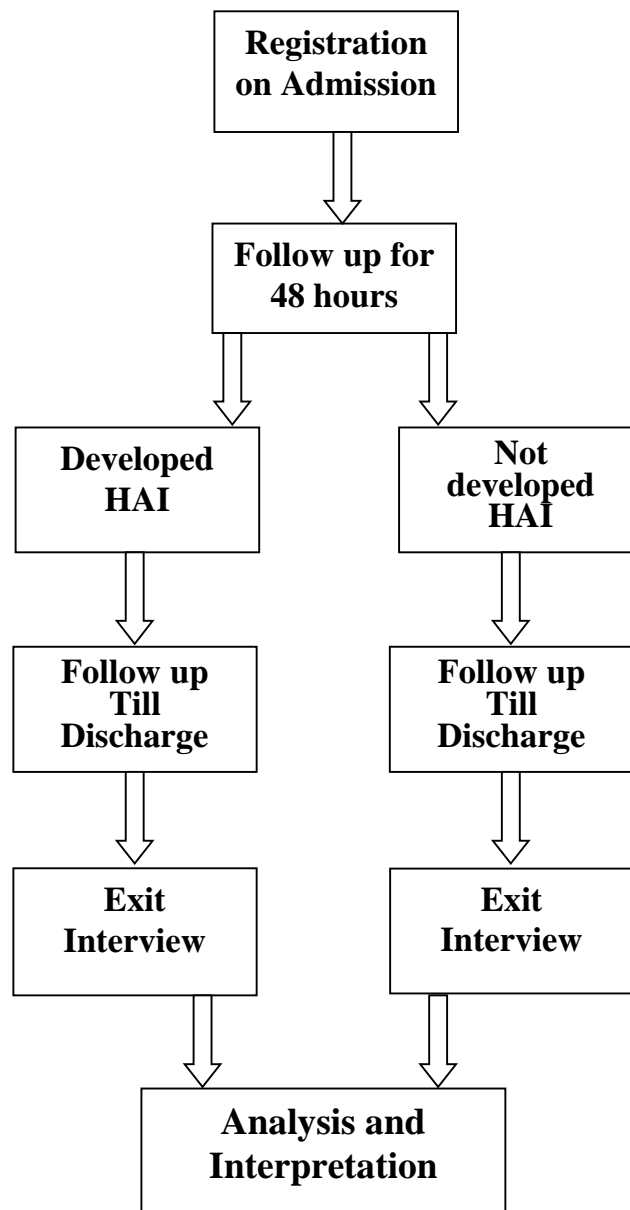 Registration
on Admission
Follow up for
48 hours
Developed
HAI
Not
developed
HAI
Follow up
Till
Discharge
Follow up
Till
Discharge
Exit
Interview
Exit
Interview
Analysis and
Interpretation